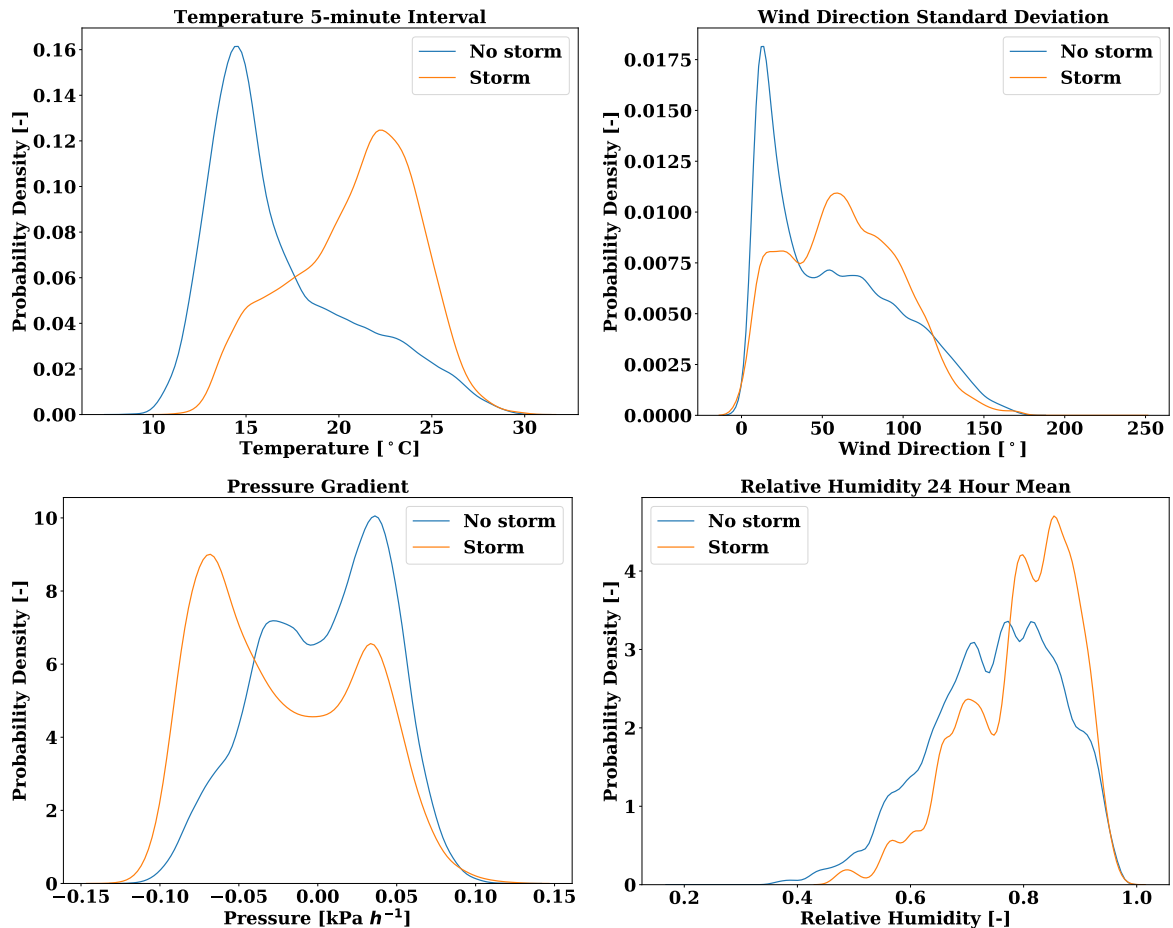 Temperature 5-minute Interval
Probability Density [-]
0.16
0.14
0.12
0.10
0.08
0.06
0.04
0.02
0.00
No storm
Storm
10
15
20
25
30
Temperature [°C]
Wind Direction Standard Deviation
Probability Density [-]
0.0175
0.0150
0.0125
0.0100
0.0075
0.0050
0.0025
0.0000
No storm
Storm
0
50
100
150
200
250
Wind Direction [°]
Pressure Gradient
Probability Density [-]
10
8
6
4
2
0
No storm
Storm
−0.15
−0.10
−0.05
0.00
0.05
0.10
0.15
Pressure [kPa h⁻¹]
Relative Humidity 24 Hour Mean
Probability Density [-]
4
3
2
1
0
No storm
Storm
0.2
0.4
0.6
0.8
1.0
Relative Humidity [-]